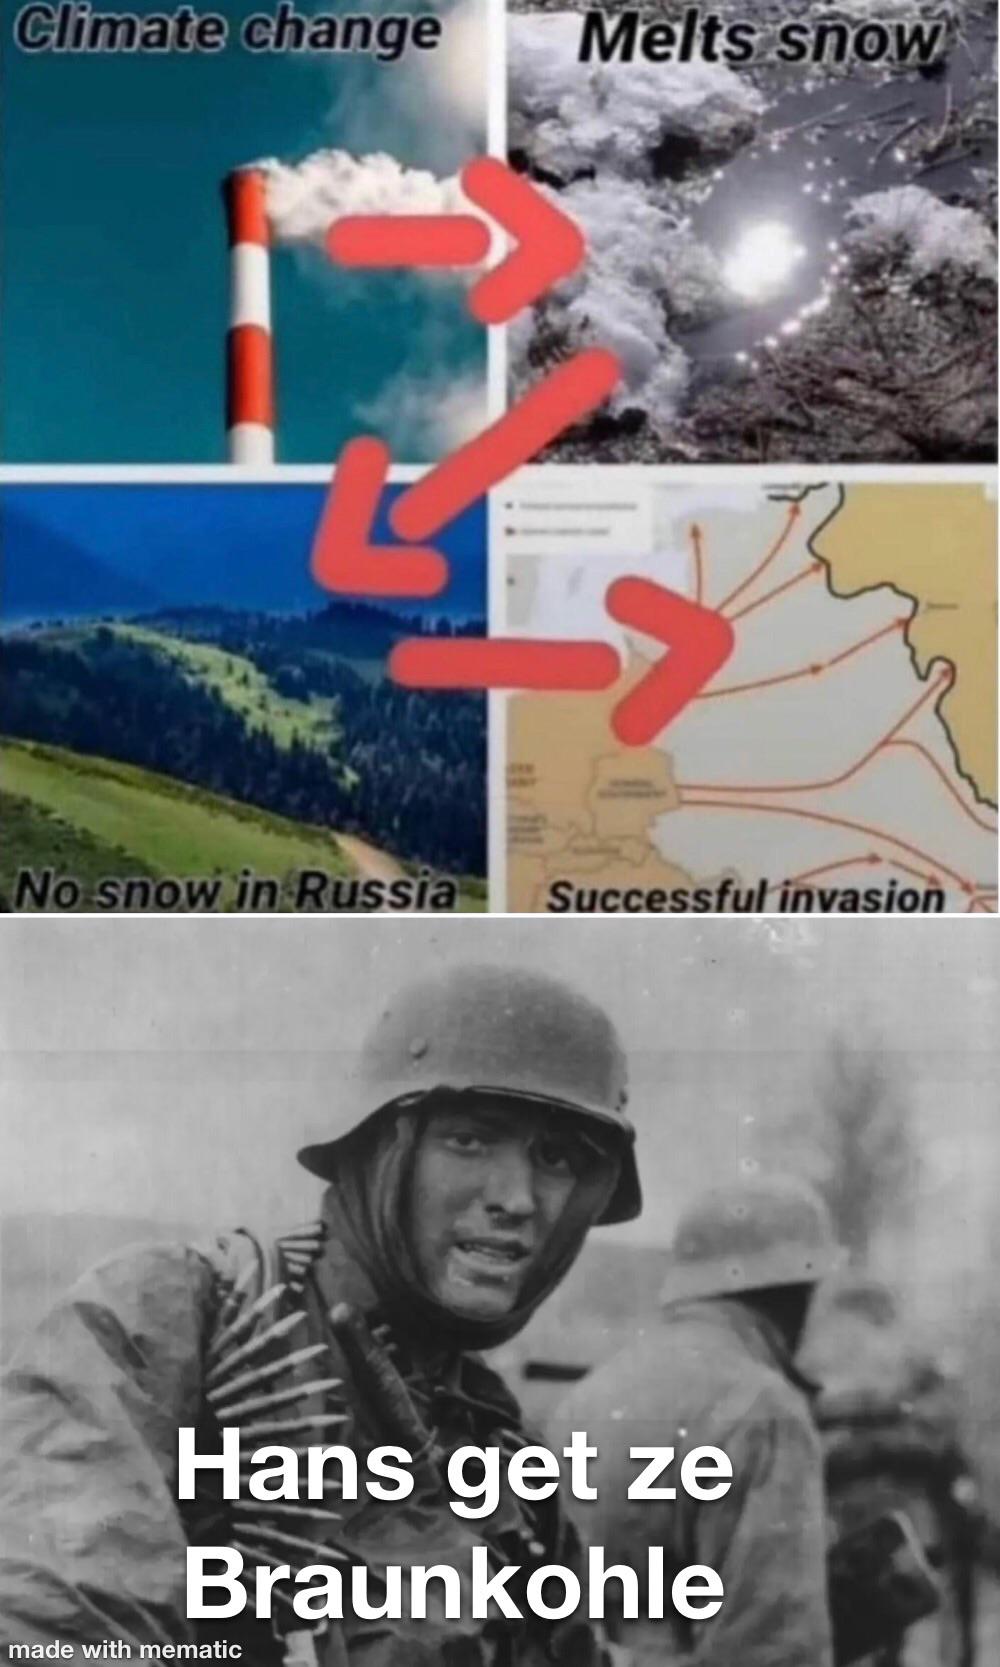 Climate change
Melts snow
No snow in Russia
Successful invasion
Hans get ze
Braunkohle
made with mematic